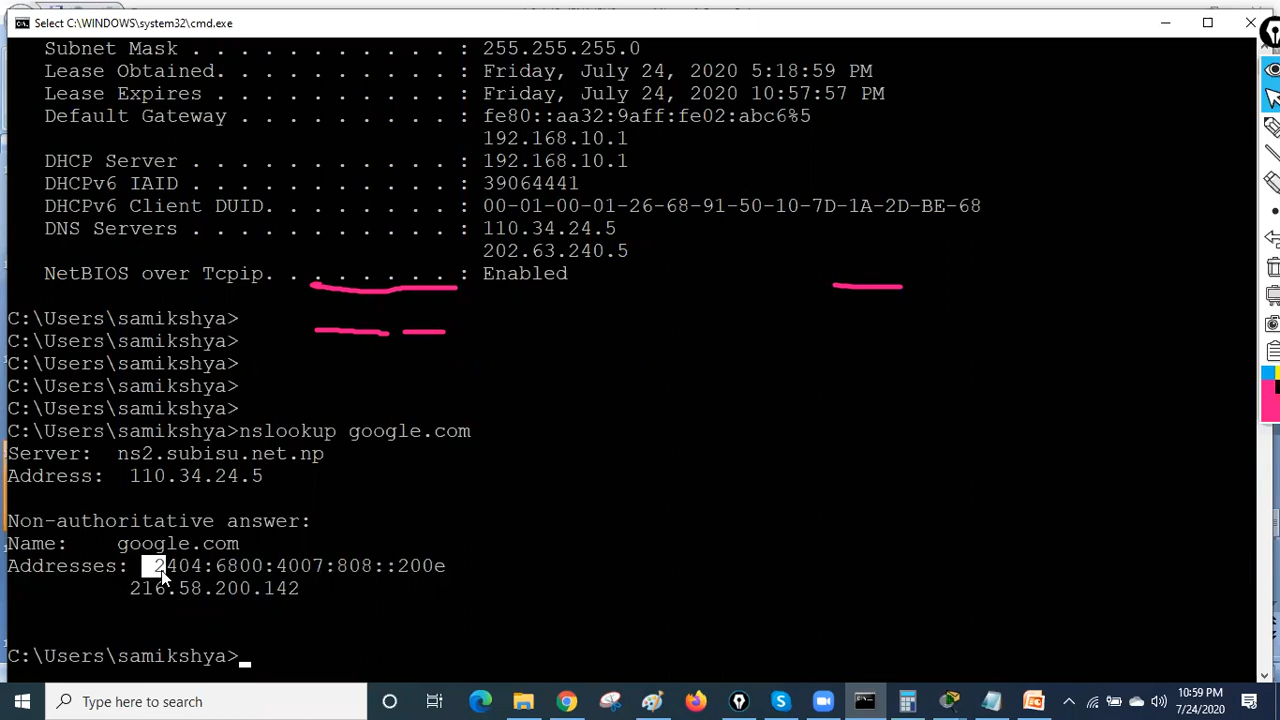 Select C:\WINDOWS\system32\cmd.exe
Subnet Mask . . . . . . . . . . . : 255.255.255.0
Lease Obtained. . . . . . . . . . : Friday, July 24, 2020 5:18:59 PM
Lease Expires . . . . . . . . . . : Friday, July 24, 2020 10:57:57 PM
Default Gateway . . . . . . . . . : fe80::aa32:9aff:fe02:abc6%5
192.168.10.1
DHCP Server . . . . . . . . . . . : 192.168.10.1
DHCPv6 IAID . . . . . . . . . . . : 39064441
DHCPv6 Client DUID. . . . . . . . : 00-01-00-01-26-68-91-50-10-7D-1A-2D-BE-68
DNS Servers . . . . . . . . . . . : 110.34.24.5
202.63.240.5
NetBIOS over Tcpip. . . . . . . . : Enabled
C:\Users\samikshya>
C:\Users\samikshya>
C:\Users\samikshya>
C:\Users\samikshya>
C:\Users\samikshya>
C:\Users\samikshya>nslookup google.com
Server: ns2.subisu.net.np
Address: 110.34.24.5
Non-authoritative answer:
Name: google.com
Addresses: 2404:6800:4007:808::200e
216.58.200.142
C:\Users\samikshya>
Type here to search
10:59 PM
7/24/2020